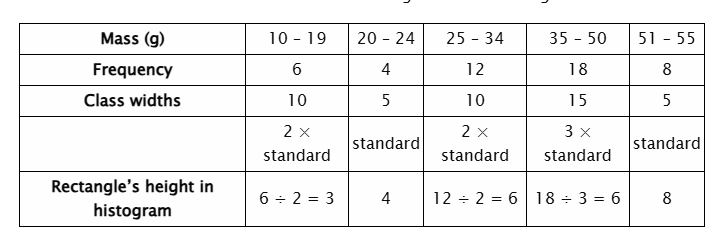 Mass (g) 10 – 19 20 – 24 25 – 34 35 – 50 51 – 55
Frequency 6 4 12 18 8
Class widths 10 5 10 15 5
2 × standard standard 2 × standard 3 × standard standard
Rectangle's height in histogram 6 ÷ 2 = 3 4 12 ÷ 2 = 6 18 ÷ 3 = 6 8